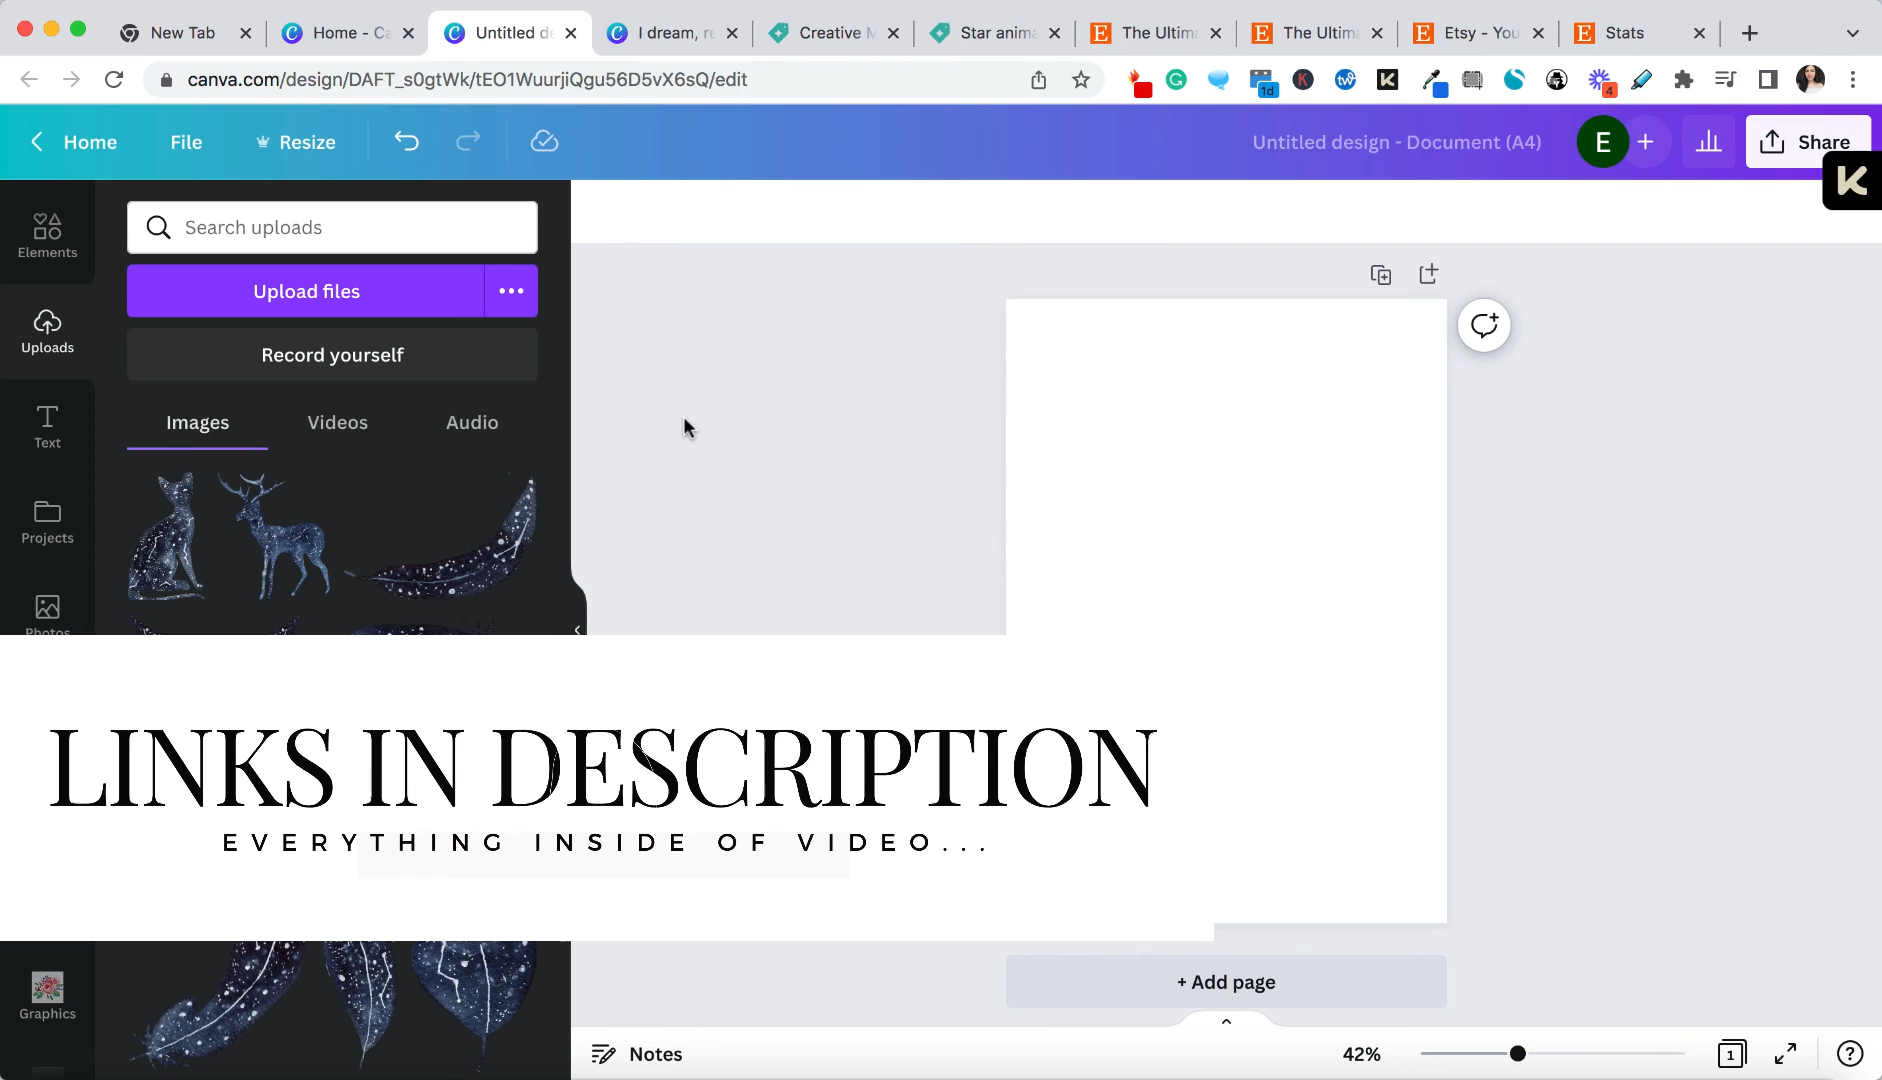 New Tab
Home - Ca
Untitled de
I dream, re
Creative M
Star anima
The Ultima
The Ultima
Etsy - You
Stats
canva.com/design/DAFT_s0gtWk/tEO1WuurjiQgu56D5vX6sQ/edit
1d
4
Home
File
Resize
Untitled design - Document (A4)
E
Share
Elements
Uploads
Text
Projects
Photos
Graphics
Search uploads
Upload files
Record yourself
Images
Videos
Audio
LINKS IN DESCRIPTION
EVERYTHING INSIDE OF VIDEO...
+ Add page
Notes
42%
1